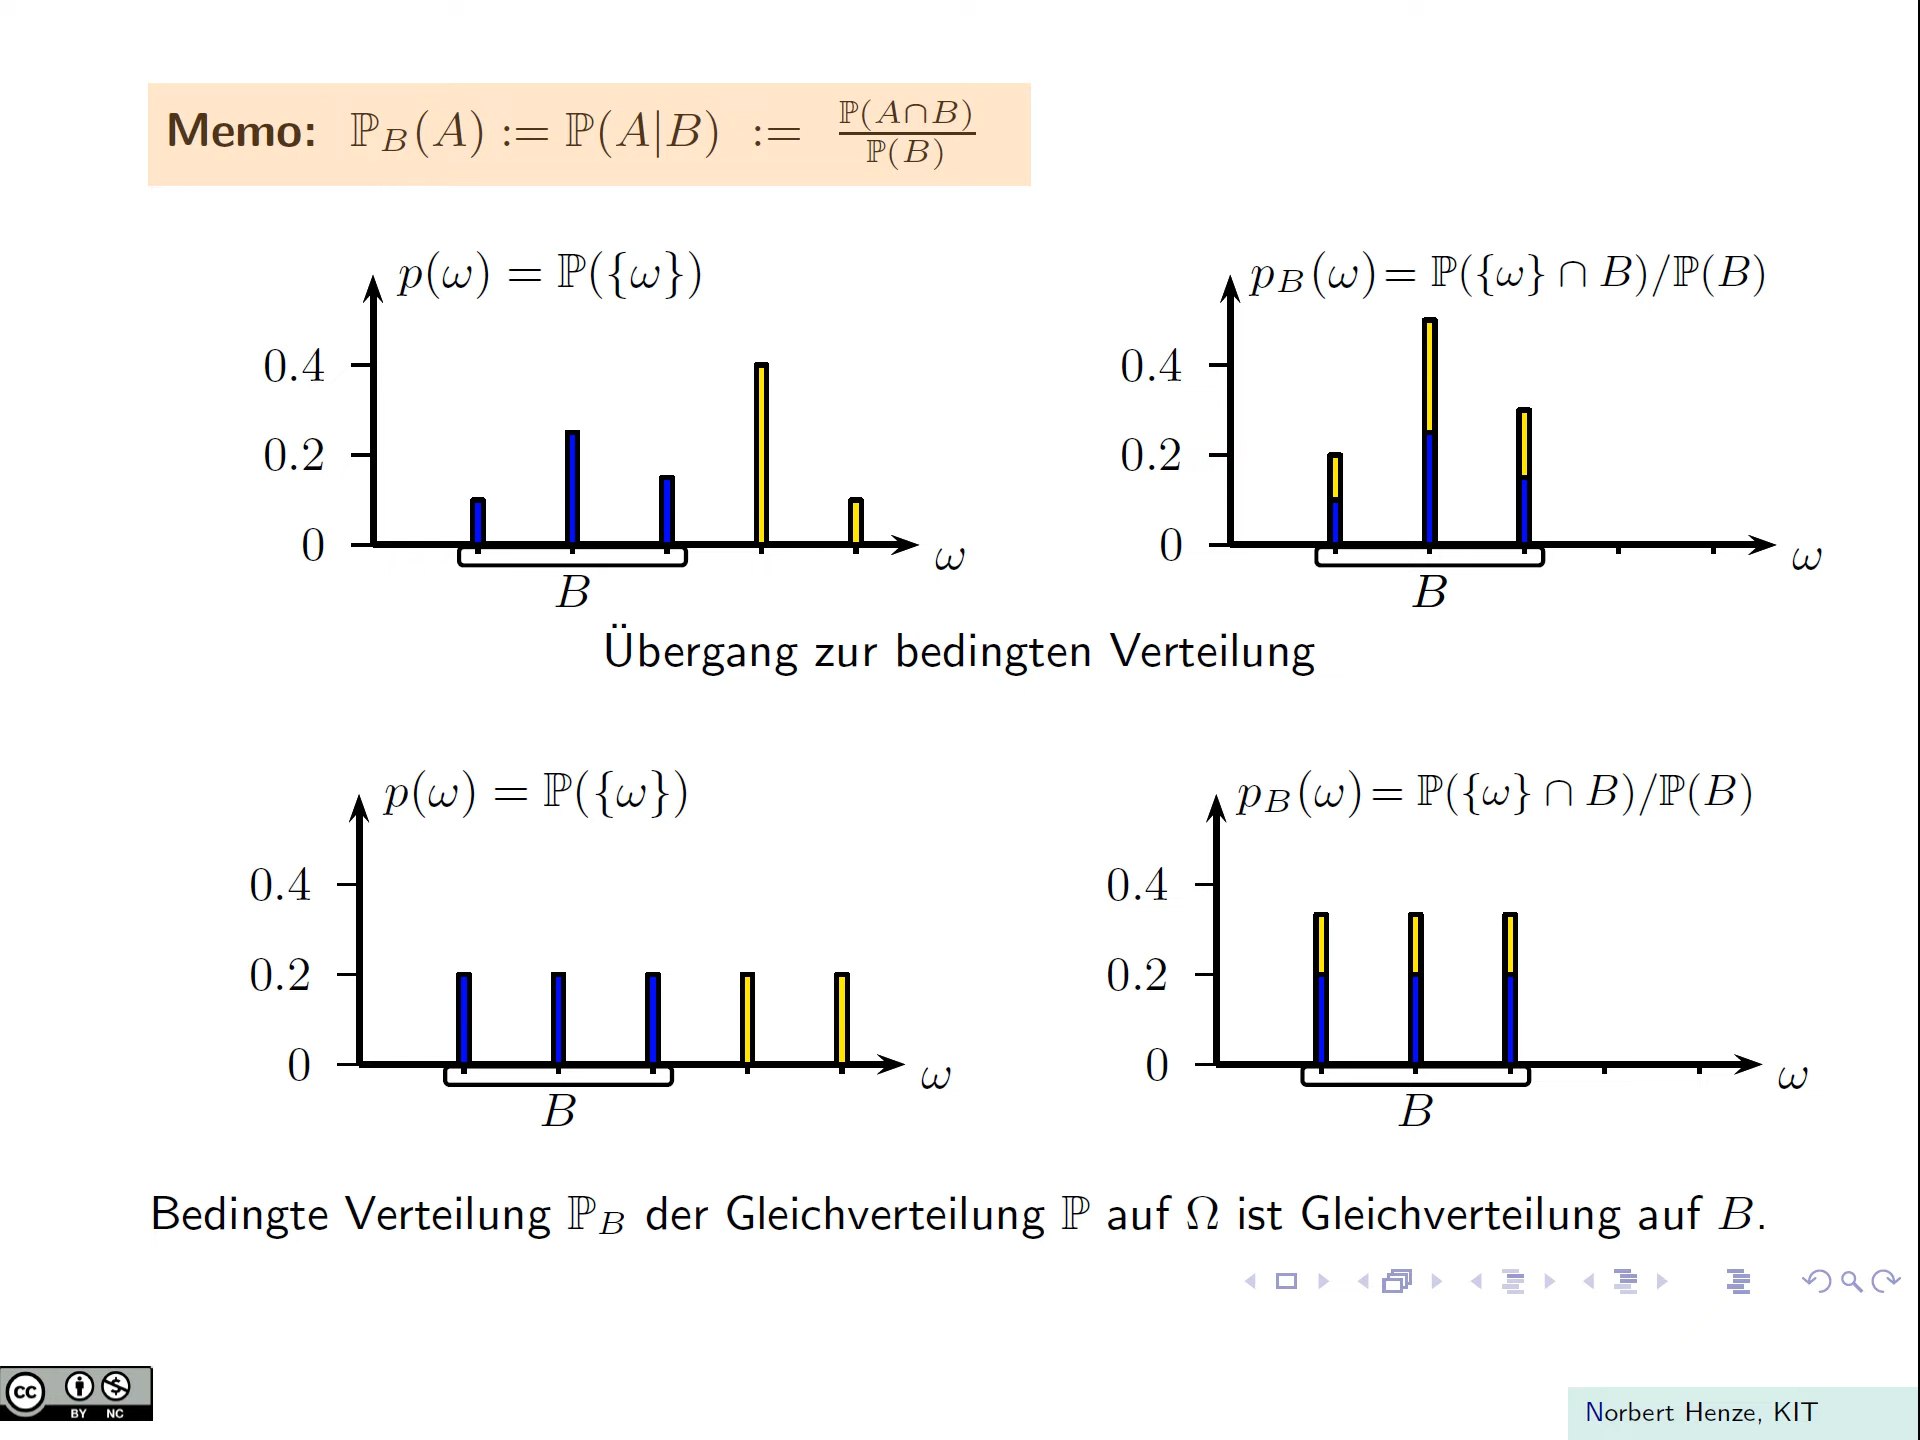 Memo: ℙ_B(A) := ℙ(A|B) := ℙ(A∩B)/ℙ(B)
p(ω) = ℙ({ω})
0.4
0.2
0
B
ω
p_B(ω) = ℙ({ω} ∩ B)/ℙ(B)
0.4
0.2
0
B
ω
Übergang zur bedingten Verteilung
p(ω) = ℙ({ω})
0.4
0.2
0
B
ω
p_B(ω) = ℙ({ω} ∩ B)/ℙ(B)
0.4
0.2
0
B
ω
Bedingte Verteilung ℙ_B der Gleichverteilung ℙ auf Ω ist Gleichverteilung auf B.
cc BY NC
Norbert Henze, KIT